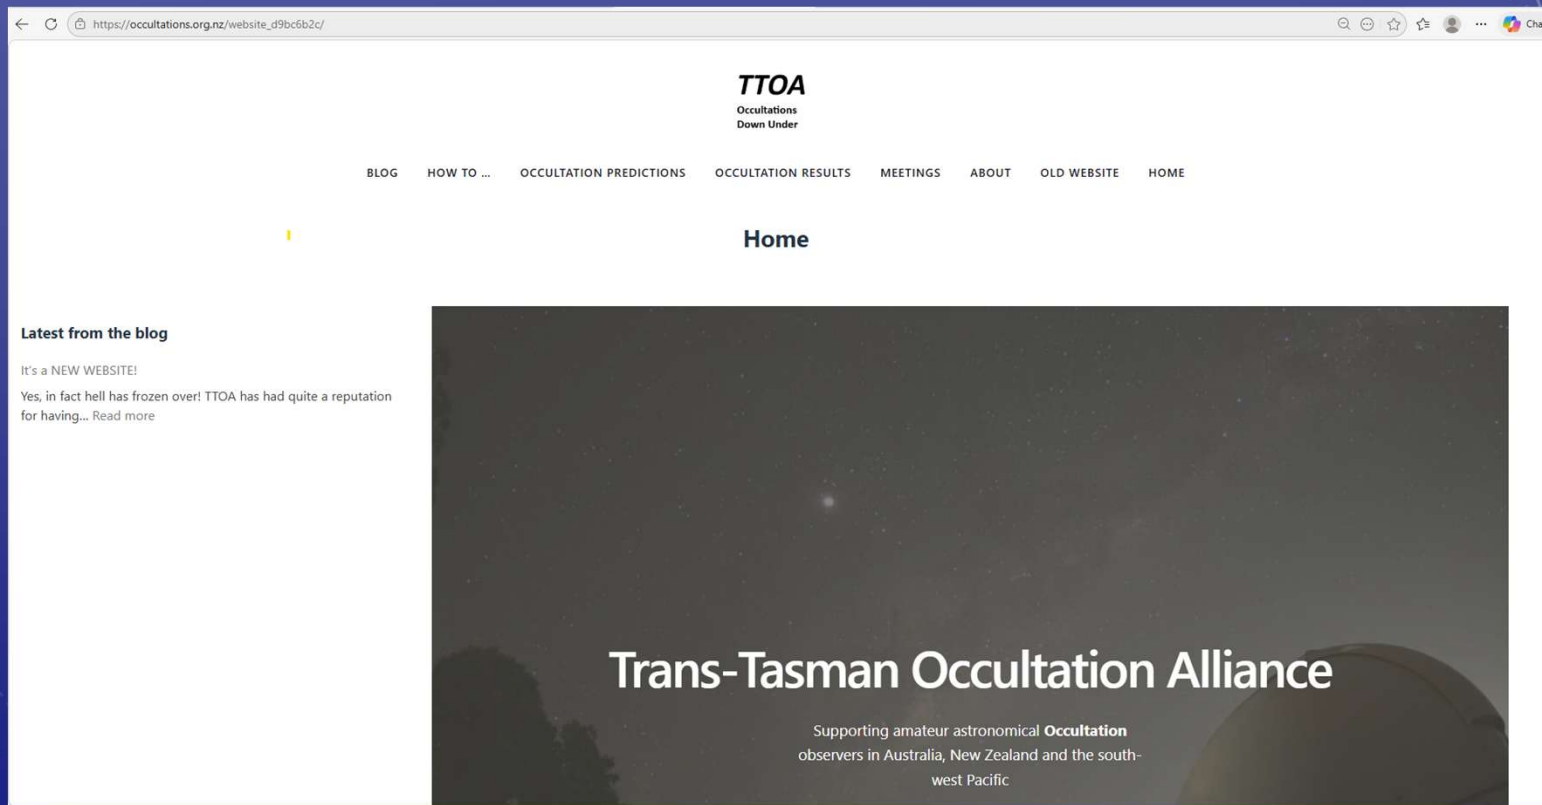 https://occultations.org.nz/website_d9bc6b2c/
Cha
TTOA
Occultations
Down Under
BLOG HOW TO ... OCCULTATION PREDICTIONS OCCULTATION RESULTS MEETINGS ABOUT OLD WEBSITE HOME
Home
Latest from the blog
It's a NEW WEBSITE!
Yes, in fact hell has frozen over! TTOA has had quite a reputation
for having... Read more
Trans-Tasman Occultation Alliance
Supporting amateur astronomical Occultation
observers in Australia, New Zealand and the south-
west Pacific